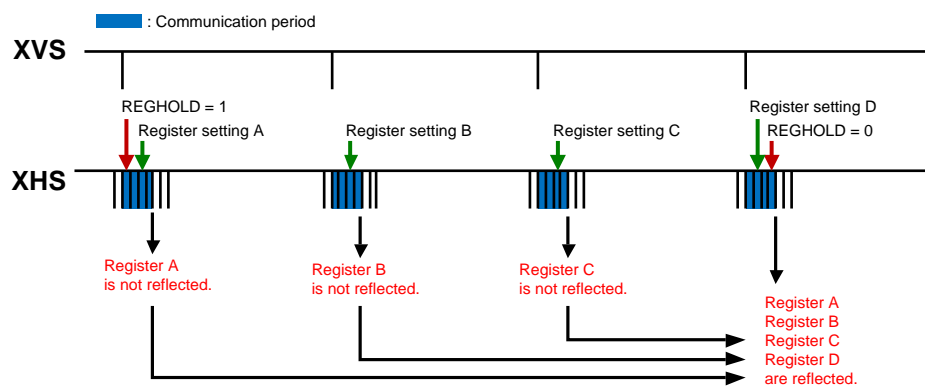 : Communication period
XVS
REGHOLD = 1
Register setting A
Register setting B
Register setting C
Register setting D
REGHOLD = 0
XHS
Register A
is not reflected.
Register B
is not reflected.
Register C
is not reflected.
Register A
Register B
Register C
Register D
are reflected.